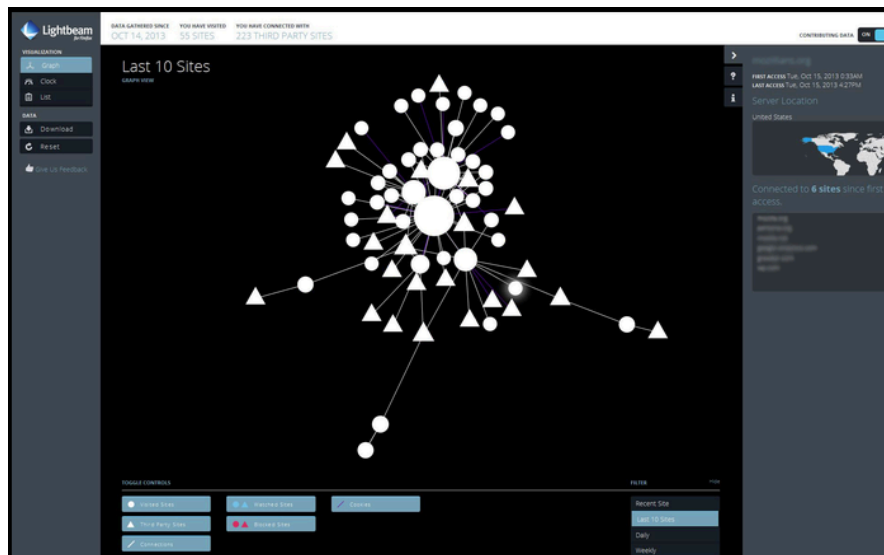 Lightbeam
for Firefox
DATA GATHERED SINCE
OCT 14, 2013
YOU HAVE VISITED
55 SITES
YOU HAVE CONNECTED WITH
223 THIRD PARTY SITES
CONTRIBUTING DATA
ON
VISUALIZATION
Graph
Clock
List
DATA
Download
Reset
Give Us Feedback
Last 10 Sites
GRAPH VIEW
?
i
FIRST ACCESS Tue, Oct 15, 2013 0:33AM
LAST ACCESS Tue, Oct 15, 2013 4:27PM
Server Location
United States
Connected to 6 sites since first
access.
TOGGLE CONTROLS
Visited Sites
Watched Sites
Cookies
Third Party Sites
Blocked Sites
Connections
FILTER
Recent Site
Last 10 Sites
Daily
Weekly